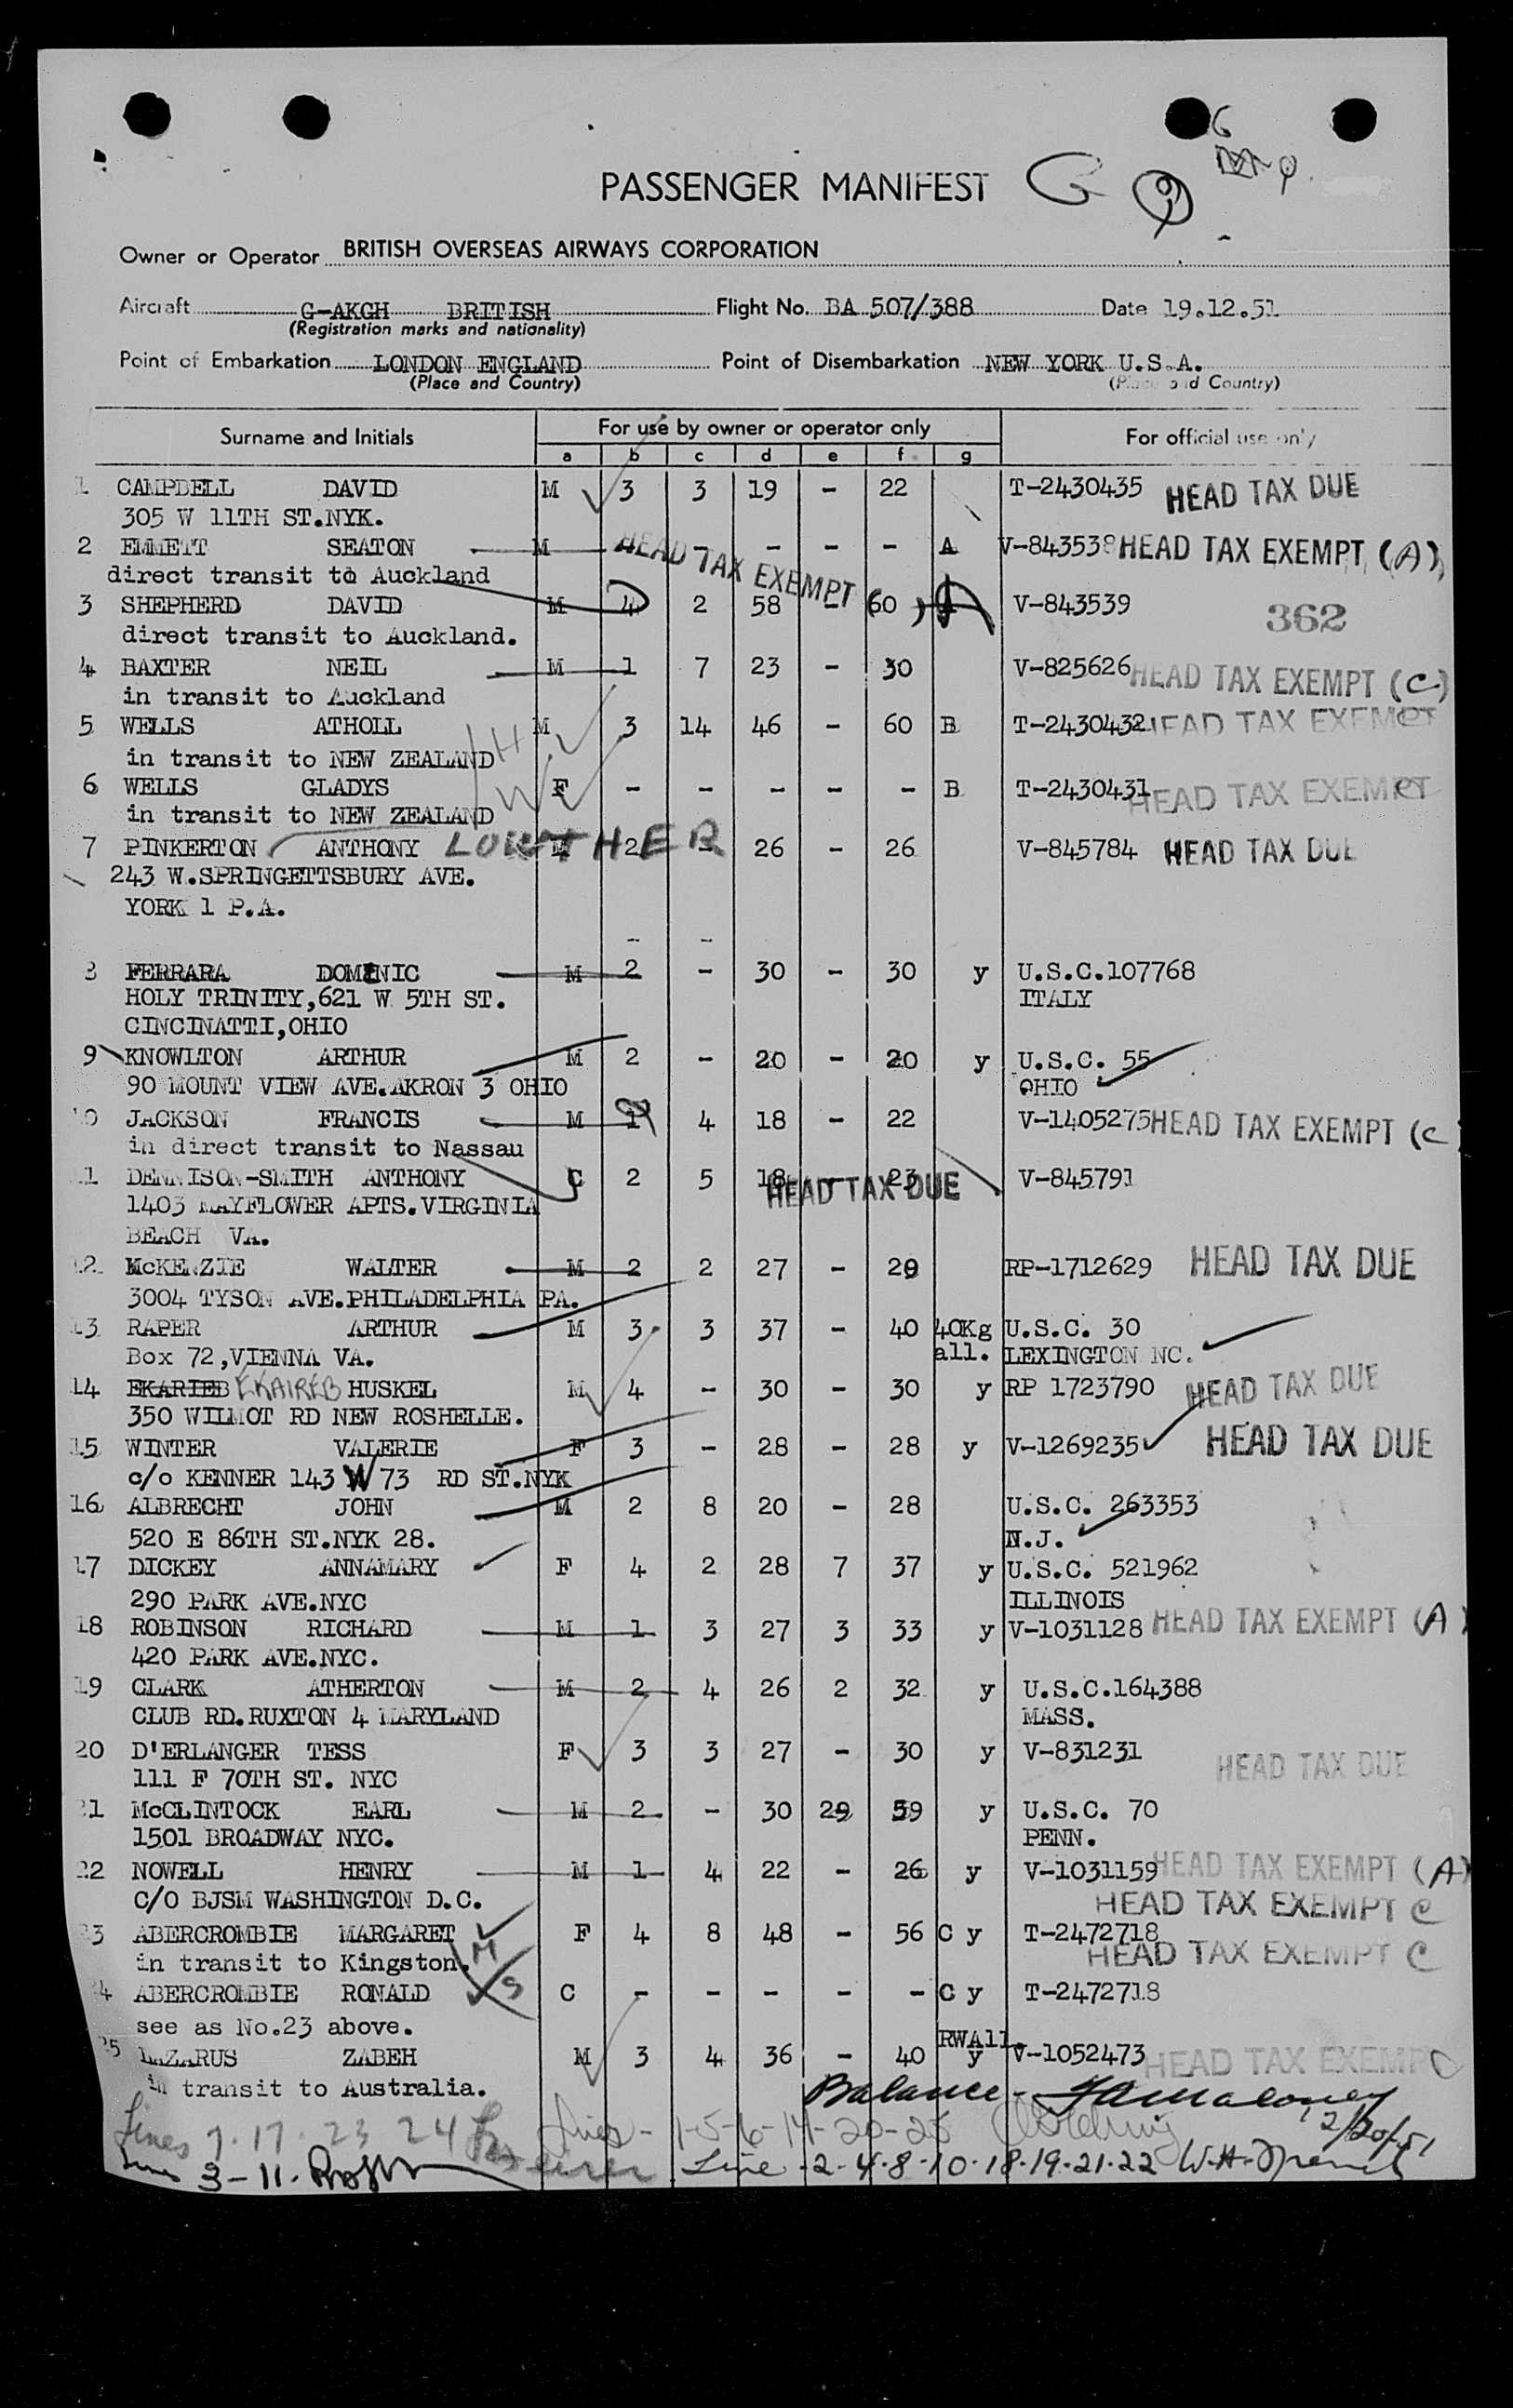 G
PASSENGER MANIFEST G
Owner or Operator BRITISH OVERSEAS AIRWAYS CORPORATION
Aircraft G-AKGH BRITISH Flight No. BA 507/388 Date 19.12.51
(Registration marks and nationality)
Point of Embarkation LONDON ENGLAND Point of Disembarkation NEW YORK U.S.A.
(Place and Country) (Place and Country)
Surname and Initials For use by owner or operator only For official use only
a b c d e f g
1 CAMPBELL DAVID M 3 3 19 - 22 T-2430435 HEAD TAX DUE
305 W 11TH ST.NYK.
2 EMMETT SEATON M - - - - A V-843538 HEAD TAX EXEMPT (A)
direct transit to Auckland HEAD TAX EXEMPT
3 SHEPHERD DAVID M 4 2 58 - 60 A V-843539 362
direct transit to Auckland.
4 BAXTER NEIL M 1 7 23 - 30 V-825626 HEAD TAX EXEMPT (C)
in transit to Auckland
5 WELLS ATHOLL H M 3 14 46 - 60 B T-2430432 HEAD TAX EXEMPT
in transit to NEW ZEALAND
6 WELLS GLADYS W F - - - - - B T-2430431 HEAD TAX EXEMPT
in transit to NEW ZEALAND
7 PINKERTON ANTHONY LOWTHER M 2 - 26 - 26 V-845784 HEAD TAX DUE
243 W.SPRINGETTSBURY AVE.
YORK 1 P.A.
- -
8 FERRARA DOMENIC M 2 - 30 - 30 y U.S.C.107768
HOLY TRINITY,621 W 5TH ST. ITALY
CINCINATTI,OHIO
9 KNOWLTON ARTHUR M 2 - 20 - 20 y U.S.C. 55
90 MOUNT VIEW AVE.AKRON 3 OHIO OHIO
10 JACKSON FRANCIS M 1 4 18 - 22 V-1405275 HEAD TAX EXEMPT (C
in direct transit to Nassau
11 DENNISON-SMITH ANTHONY C 2 5 18 - 23 V-845791
1403 MAYFLOWER APTS.VIRGINIA HEAD TAX DUE
BEACH VA.
12 McKENZIE WALTER M 2 2 27 - 29 RP-1712629 HEAD TAX DUE
3004 TYSON AVE.PHILADELPHIA PA.
13 RAPER ARTHUR M 3 3 37 - 40 40Kg U.S.C. 30
Box 72,VIENNA VA. all. LEXINGTON NC.
14 EKARIEB EKAIREB HUSKEL M 4 - 30 - 30 y RP 1723790 HEAD TAX DUE
350 WILMOT RD NEW ROSHELLE.
15 WINTER VALERIE F 3 - 28 - 28 y V-1269235 HEAD TAX DUE
c/o KENNER 143 W 73 RD ST.NYK
16 ALBRECHT JOHN M 2 8 20 - 28 U.S.C. 263353
520 E 86TH ST.NYK 28. N.J.
17 DICKEY ANNAMARY F 4 2 28 7 37 y U.S.C. 521962
290 PARK AVE.NYC ILLINOIS
18 ROBINSON RICHARD M 1 3 27 3 33 y V-1031128 HEAD TAX EXEMPT (A)
420 PARK AVE.NYC.
19 CLARK ATHERTON M 2 4 26 2 32 y U.S.C.164388
CLUB RD.RUXTON 4 MARYLAND MASS.
20 D'ERLANGER TESS F 3 3 27 - 30 y V-831231 HEAD TAX DUE
111 F 70TH ST. NYC
21 McCLINTOCK EARL M 2 - 30 29 59 y U.S.C. 70
1501 BROADWAY NYC. PENN.
22 NOWELL HENRY M 1 4 22 - 26 y V-1031159 HEAD TAX EXEMPT (A)
C/O BJSM WASHINGTON D.C. HEAD TAX EXEMPT C
23 ABERCROMBIE MARGARET F 4 8 48 - 56 C y T-2472718
in transit to Kingston. M HEAD TAX EXEMPT C
24 ABERCROMBIE RONALD S C - - - - - C y T-2472718
see as No.23 above.
25 LAZARUS ZABEH M 3 4 36 - 40 RWAll. y V-1052473 HEAD TAX EXEMP C
in transit to Australia. Balance -
Lines 7.17.23 24 Lines - 1-5-6-14-20-25 12/20/51
Lines 3-11. Line 2-4-8-10-18-19-21-22 W.H.